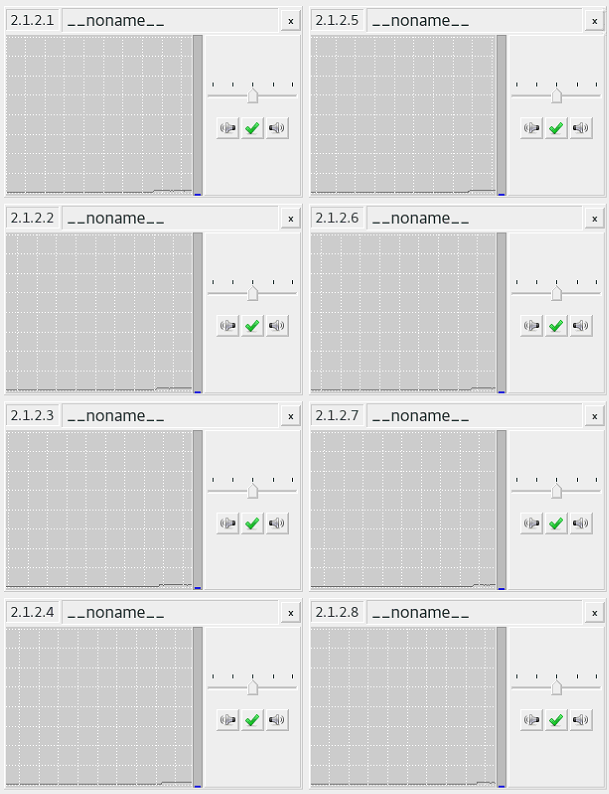 2.1.2.1 __noname__ x
2.1.2.5 __noname__ x
2.1.2.2 __noname__ x
2.1.2.6 __noname__ x
2.1.2.3 __noname__ x
2.1.2.7 __noname__ x
2.1.2.4 __noname__ x
2.1.2.8 __noname__ x